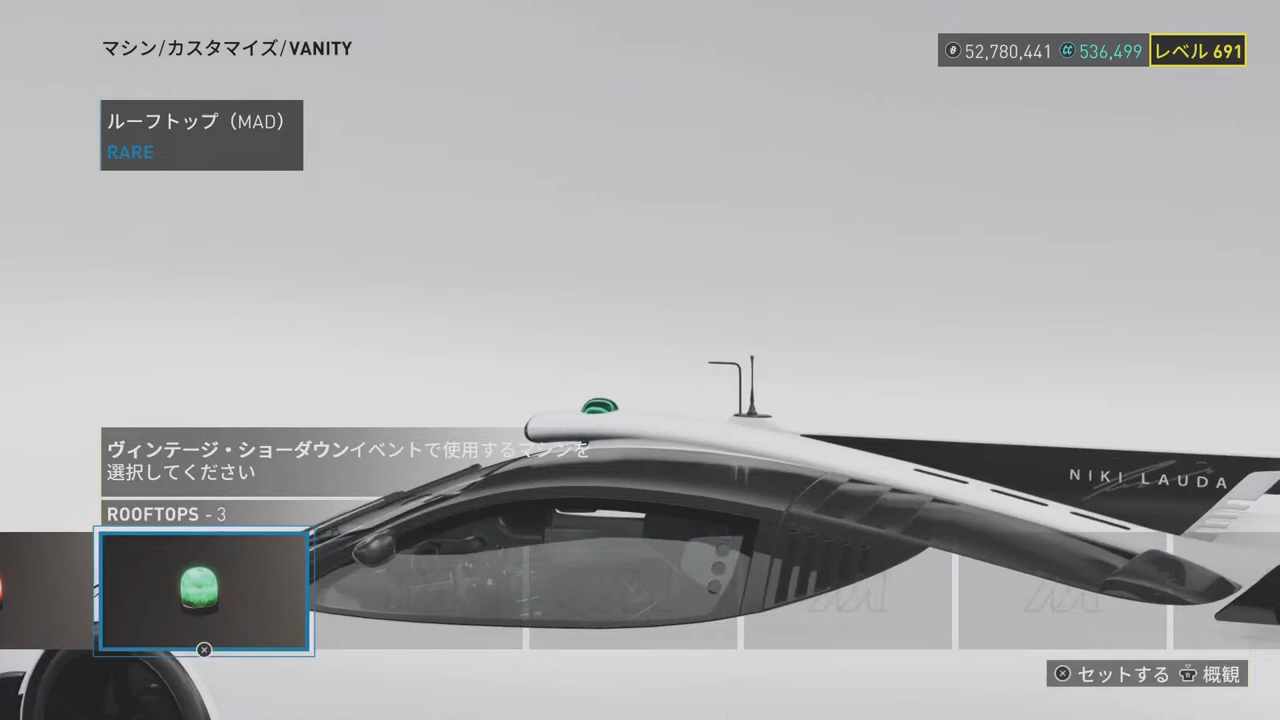 マシン/カスタマイズ/VANITY
52,780,441 CC 536,499 レベル 691
ルーフトップ（MAD）
RARE
ヴィンテージ・ショーダウンイベントで使用するマシンを
選択してください
ROOFTOPS - 3
NIKI LAUDA
セットする R 概観